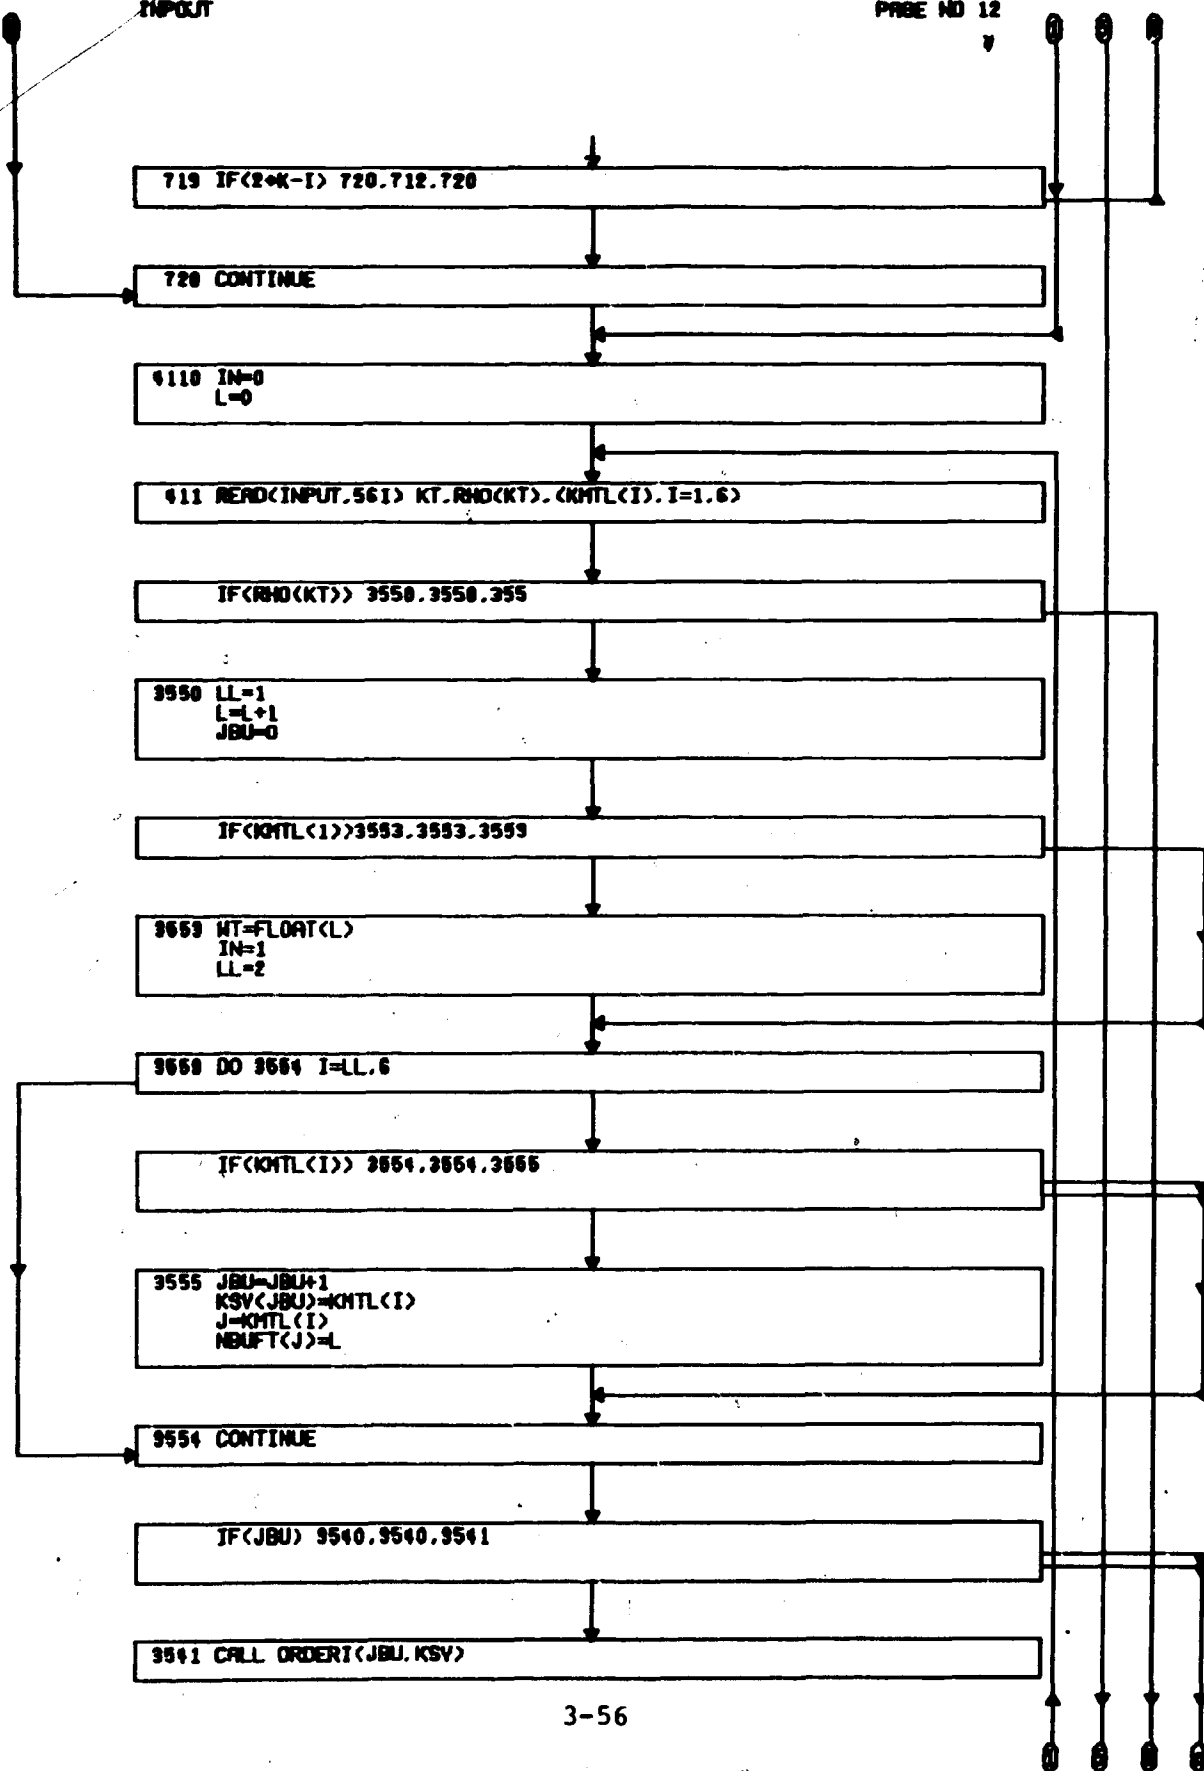 INPOUT
PAGE NO 12
719 IF(2*K-I) 720,712,720
720 CONTINUE
4110 IN=0
L=0
411 READ(INPUT,561) KT,RHO(KT),(KMTL(I),I=1,6)
IF(RHO(KT)) 3550,3550,355
3550 LL=1
L=L+1
JBU=0
IF(KMTL(1))3553,3553,3559
3553 WT=FLOAT(L)
IN=1
LL=2
3559 DO 3554 I=LL,6
IF(KMTL(I)) 3554,3554,3555
3555 JBU=JBU+1
KSV(JBU)=KMTL(I)
J=KMTL(I)
NBUFT(J)=L
3554 CONTINUE
IF(JBU) 3540,3540,3541
3541 CALL ORDERI(JBU,KSV)
3-56